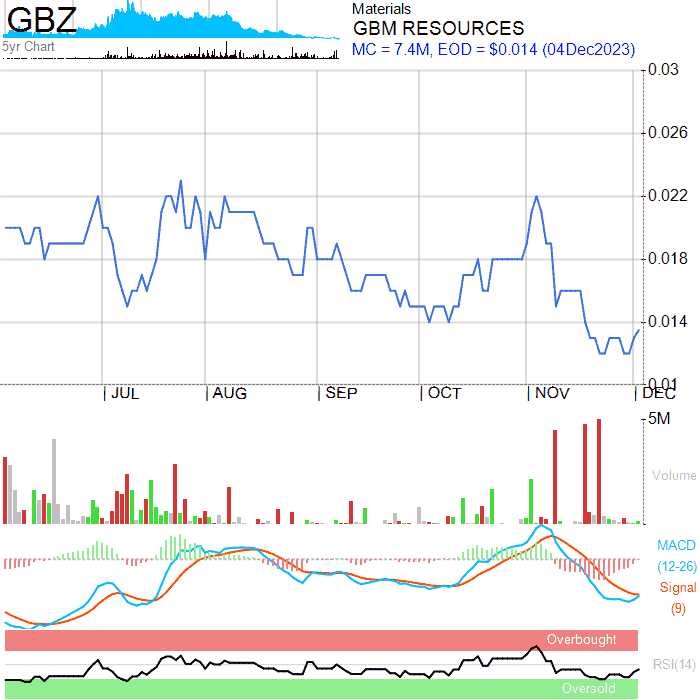 GBZ
5yr Chart
Materials
GBM RESOURCES
MC = 7.4M, EOD = $0.014 (04Dec2023)
0.03
0.026
0.022
0.018
0.014
0.01
JUL
AUG
SEP
OCT
NOV
DEC
5M
Volume
MACD
(12-26)
Signal
(9)
Overbought
RSI(14)
Oversold